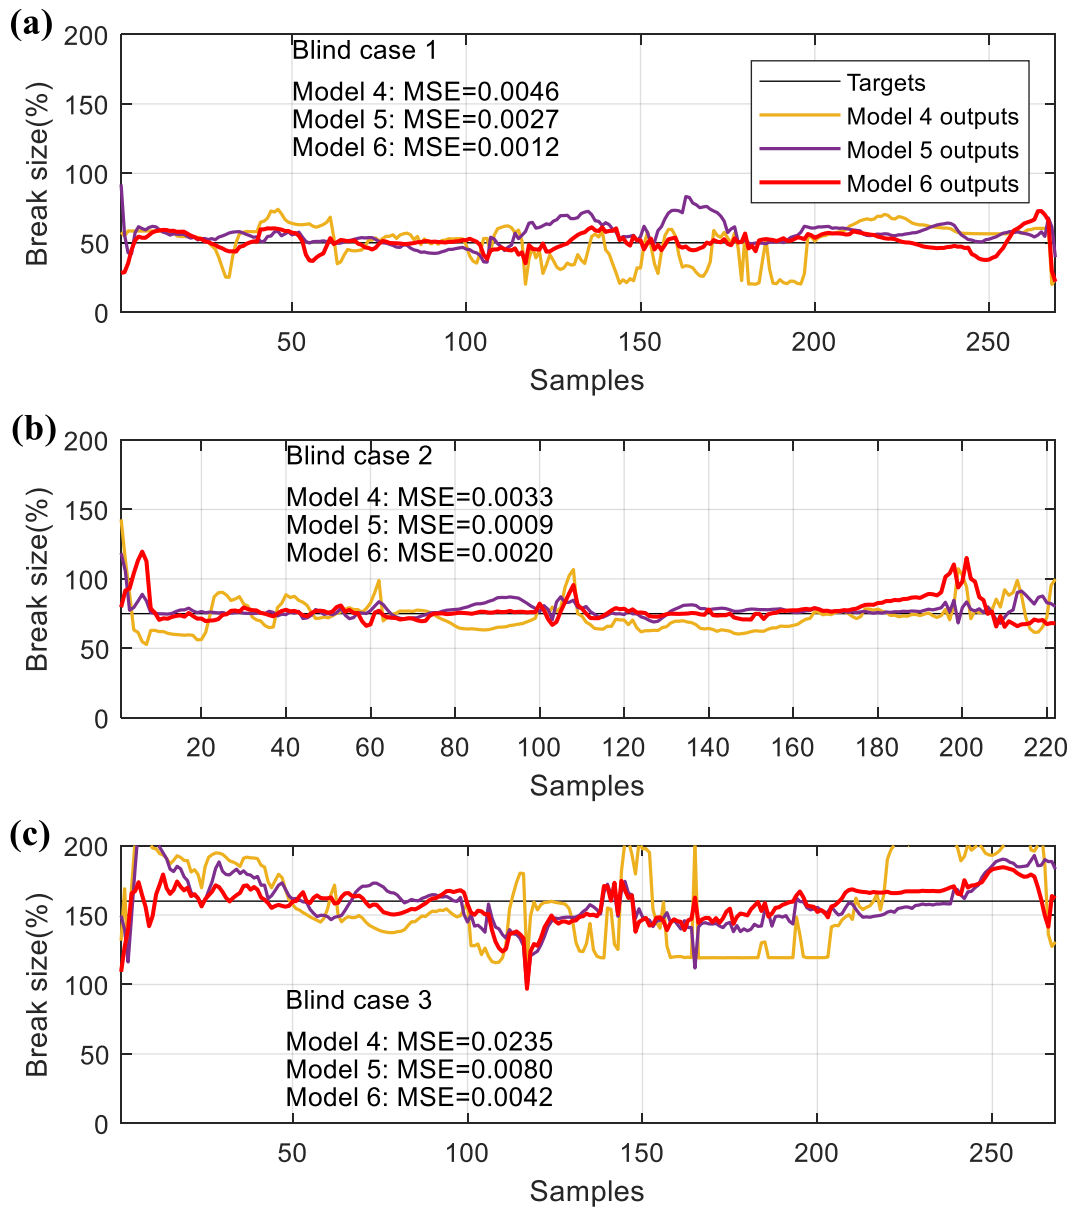 (a)
Break size(%)
200
150
100
50
0
Blind case 1
Model 4: MSE=0.0046
Model 5: MSE=0.0027
Model 6: MSE=0.0012
Targets
Model 4 outputs
Model 5 outputs
Model 6 outputs
50 100 150 200 250
Samples
(b)
Break size(%)
200
150
100
50
0
Blind case 2
Model 4: MSE=0.0033
Model 5: MSE=0.0009
Model 6: MSE=0.0020
20 40 60 80 100 120 140 160 180 200 220
Samples
(c)
Break size(%)
200
150
100
50
0
Blind case 3
Model 4: MSE=0.0235
Model 5: MSE=0.0080
Model 6: MSE=0.0042
50 100 150 200 250
Samples